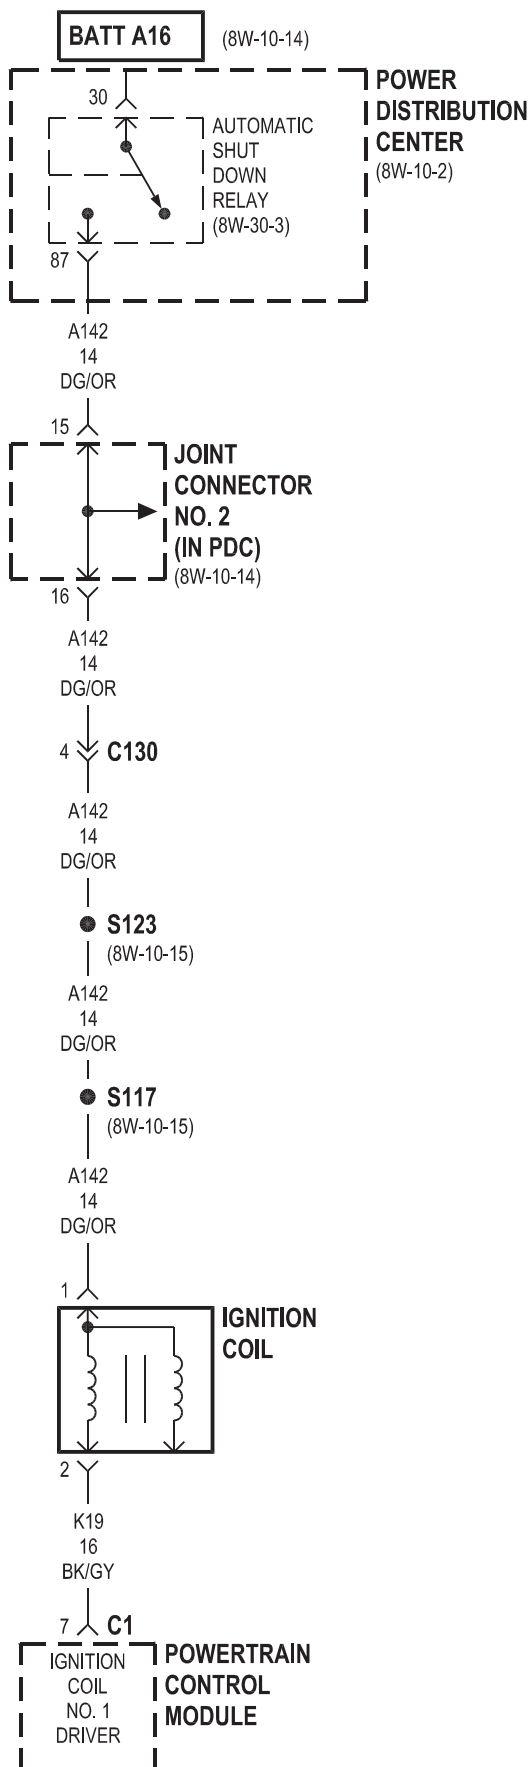 BATT A16
(8W-10-14)
POWER
DISTRIBUTION
CENTER
(8W-10-2)
30
AUTOMATIC
SHUT
DOWN
RELAY
(8W-30-3)
87
A142
14
DG/OR
15
JOINT
CONNECTOR
NO. 2
(IN PDC)
(8W-10-14)
16
A142
14
DG/OR
4
C130
A142
14
DG/OR
S123
(8W-10-15)
A142
14
DG/OR
S117
(8W-10-15)
A142
14
DG/OR
1
IGNITION
COIL
2
K19
16
BK/GY
7
C1
IGNITION
COIL
NO. 1
DRIVER
POWERTRAIN
CONTROL
MODULE